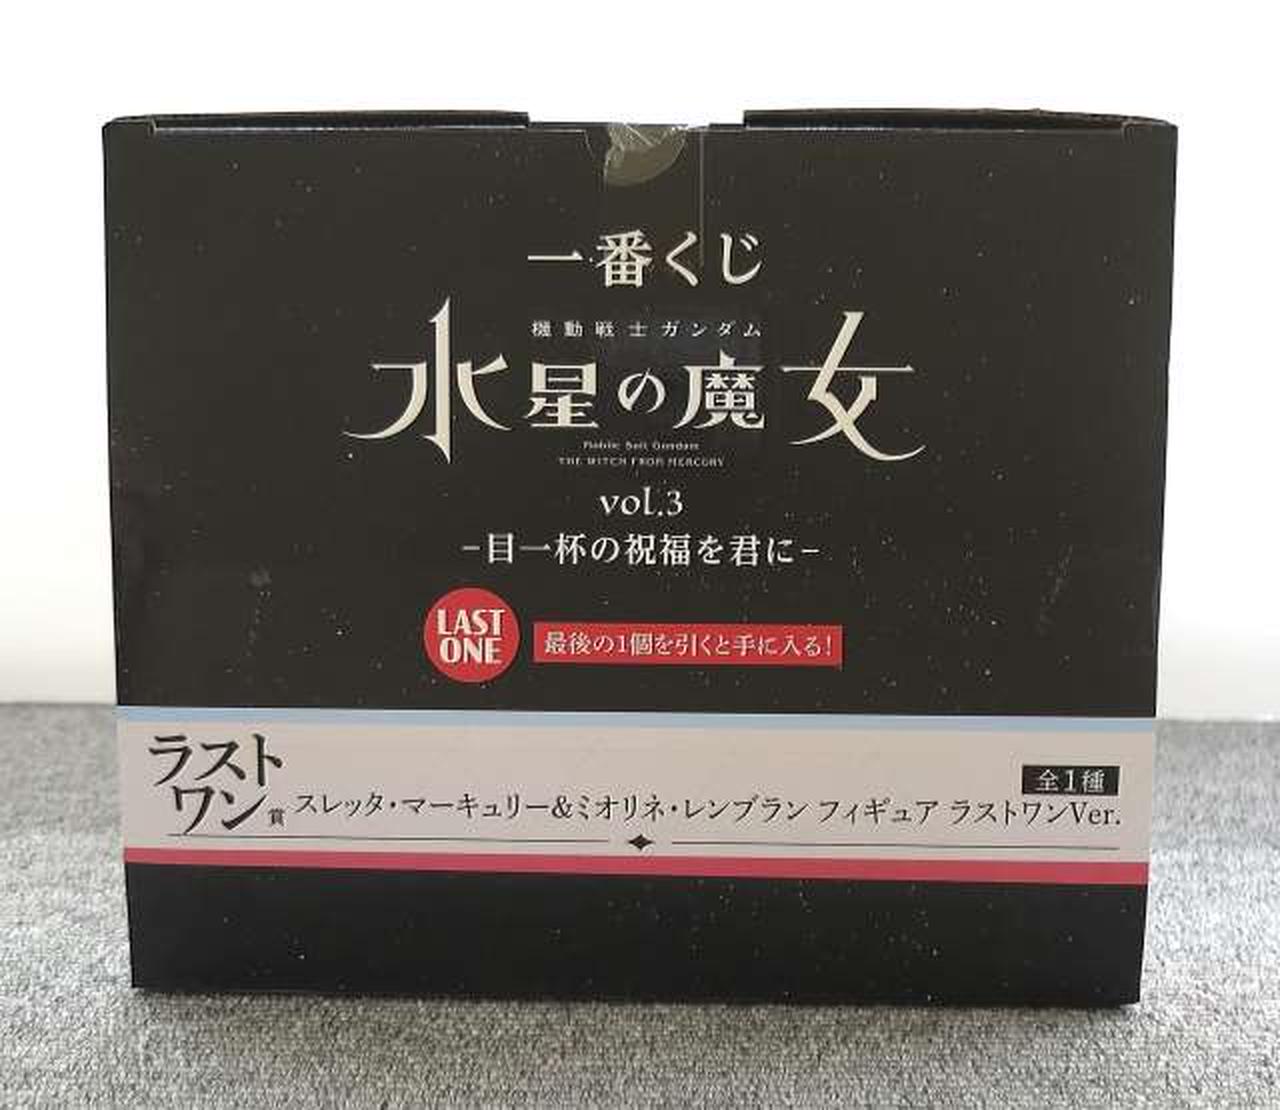 一番くじ
機動戦士ガンダム
水星の魔女
Mobile Suit Gundam
THE WITCH FROM MERCURY
vol.3
−目一杯の祝福を君に−
LAST
ONE
最後の1個を引くと手に入る!
ラスト
ワン賞
全1種
スレッタ・マーキュリー&ミオリネ・レンブラン フィギュア ラストワンVer.